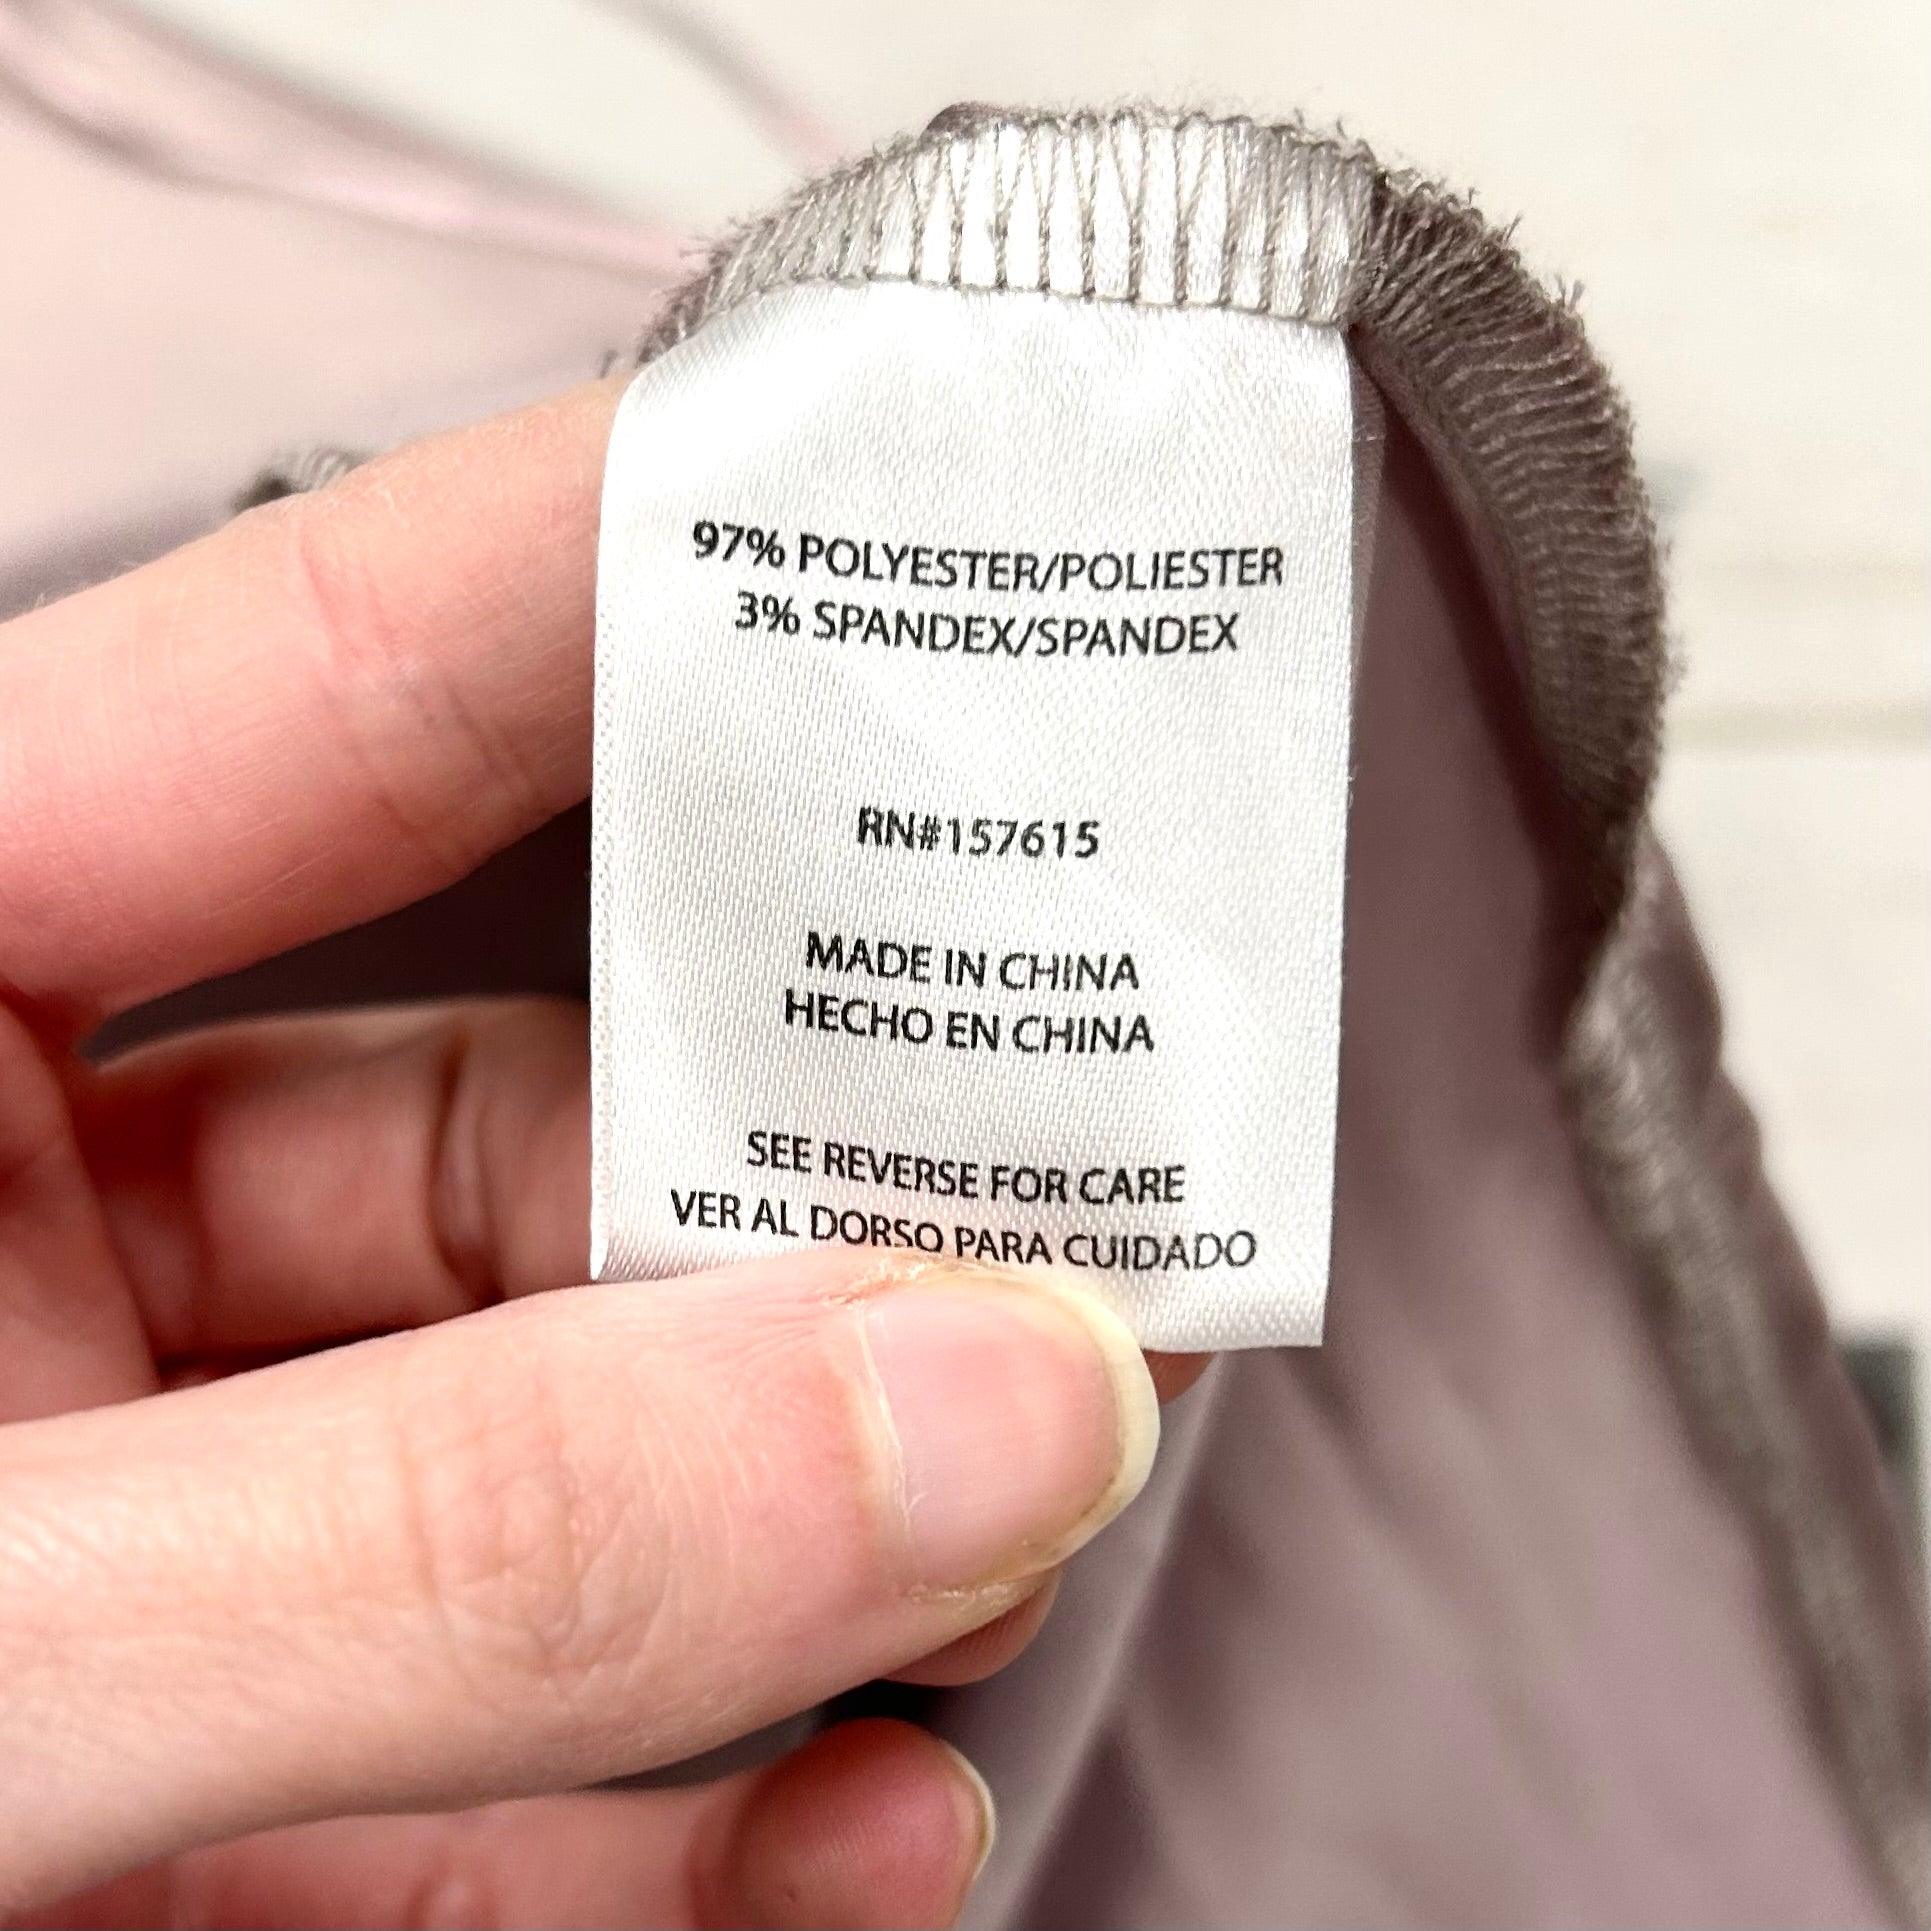 97% POLYESTER/POLIESTER
3% SPANDEX/SPANDEX
RN#157615
MADE IN CHINA
HECHO EN CHINA
SEE REVERSE FOR CARE
VER AL DORSO PARA CUIDADO